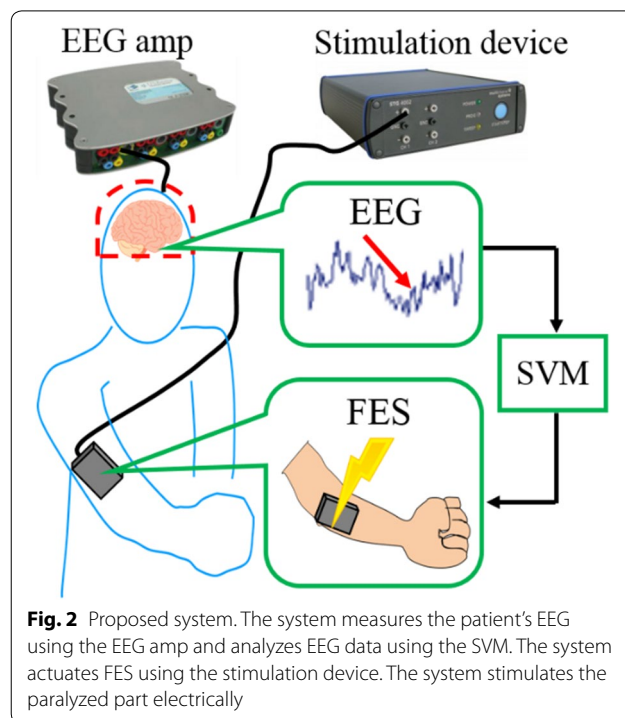 EEG amp
Stimulation device
EEG
SVM
FES
Fig. 2 Proposed system. The system measures the patient's EEG
using the EEG amp and analyzes EEG data using the SVM. The system
actuates FES using the stimulation device. The system stimulates the
paralyzed part electrically